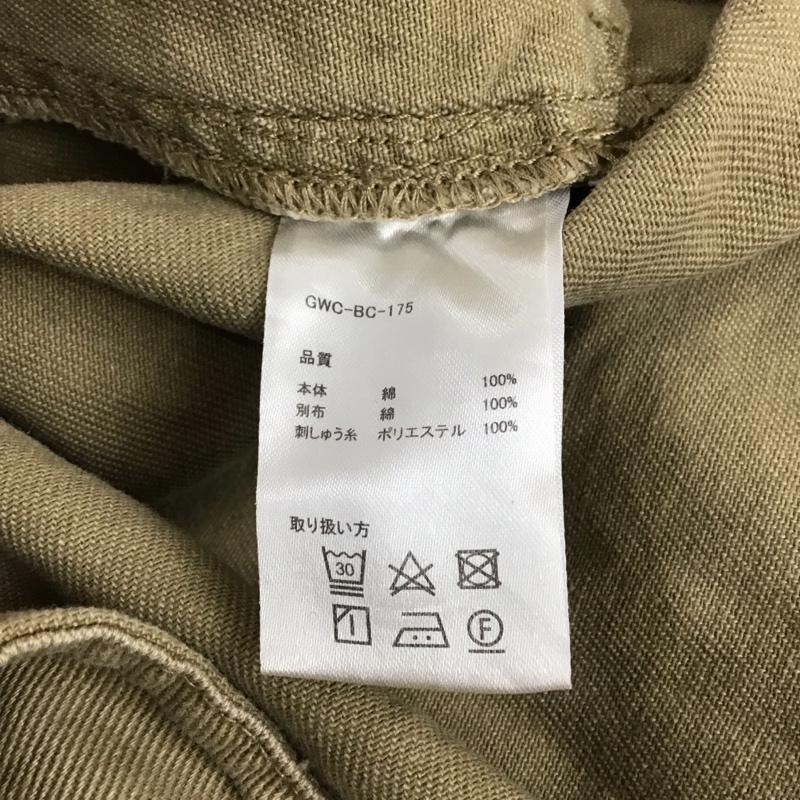 GWC-BC-175
品質
本体 綿 100%
別布 綿 100%
刺しゅう糸 ポリエステル 100%
取り扱い方
30
F